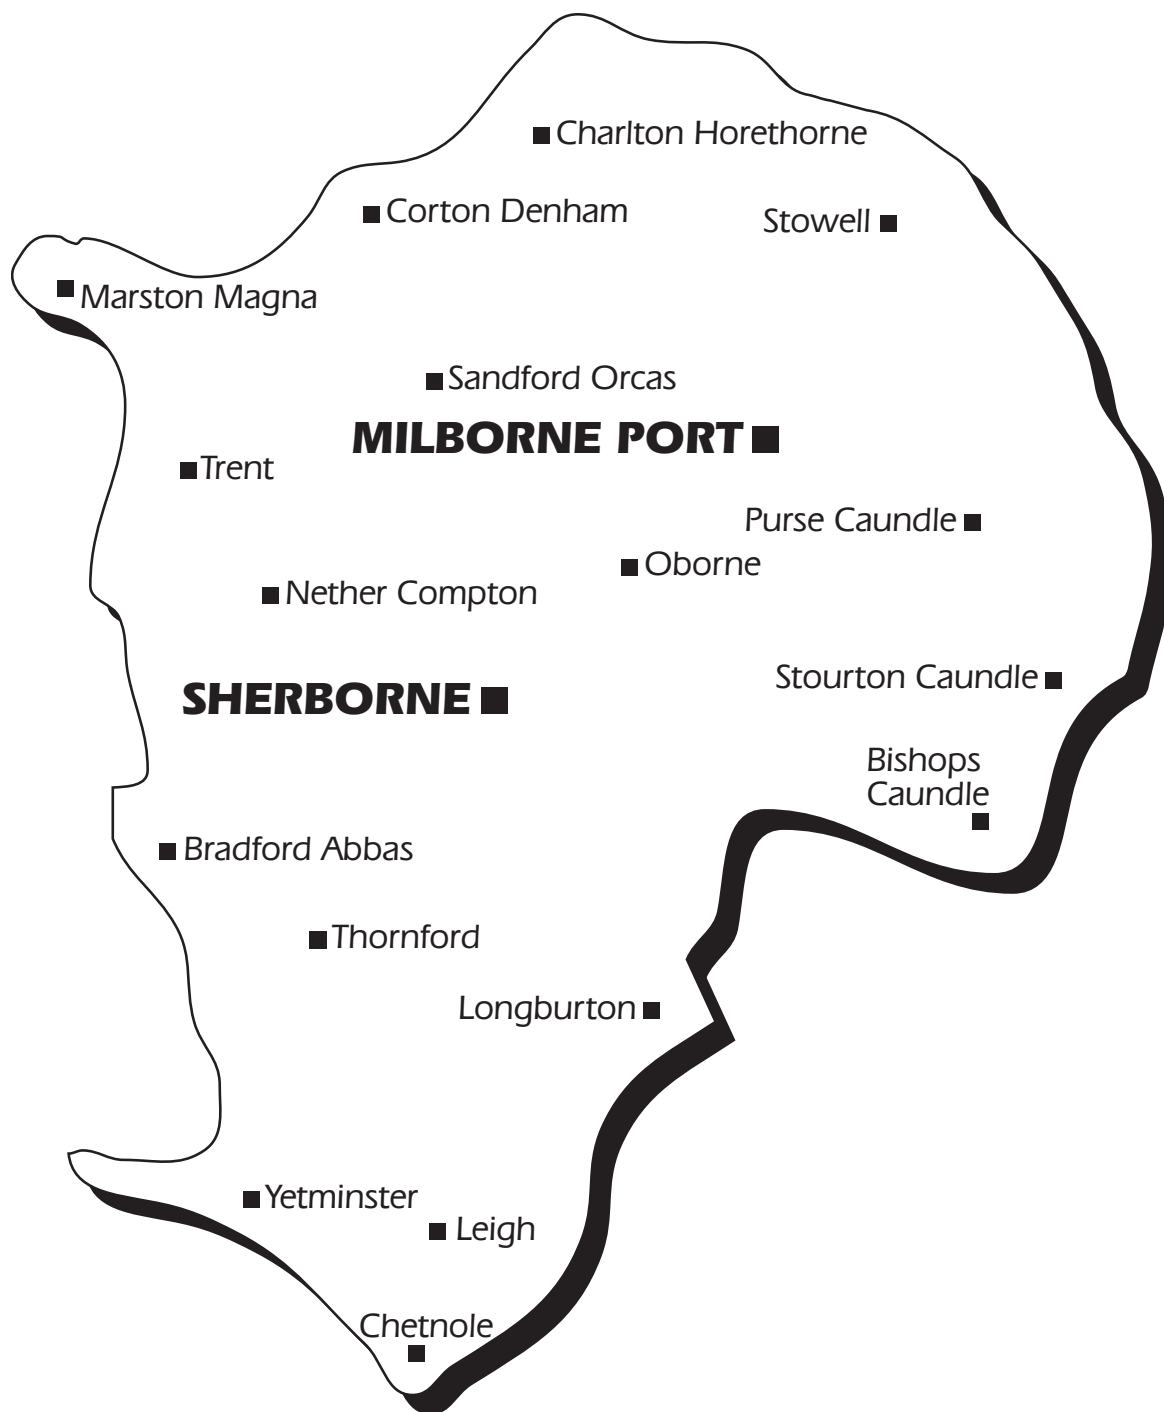 Charlton Horethorne
Corton Denham
Stowell
Marston Magna
Sandford Orcas
MILBORNE PORT
Trent
Purse Caundle
Oborne
Nether Compton
Stourton Caundle
SHERBORNE
Bishops
Caundle
Bradford Abbas
Thornford
Longburton
Yetminster
Leigh
Chetnole